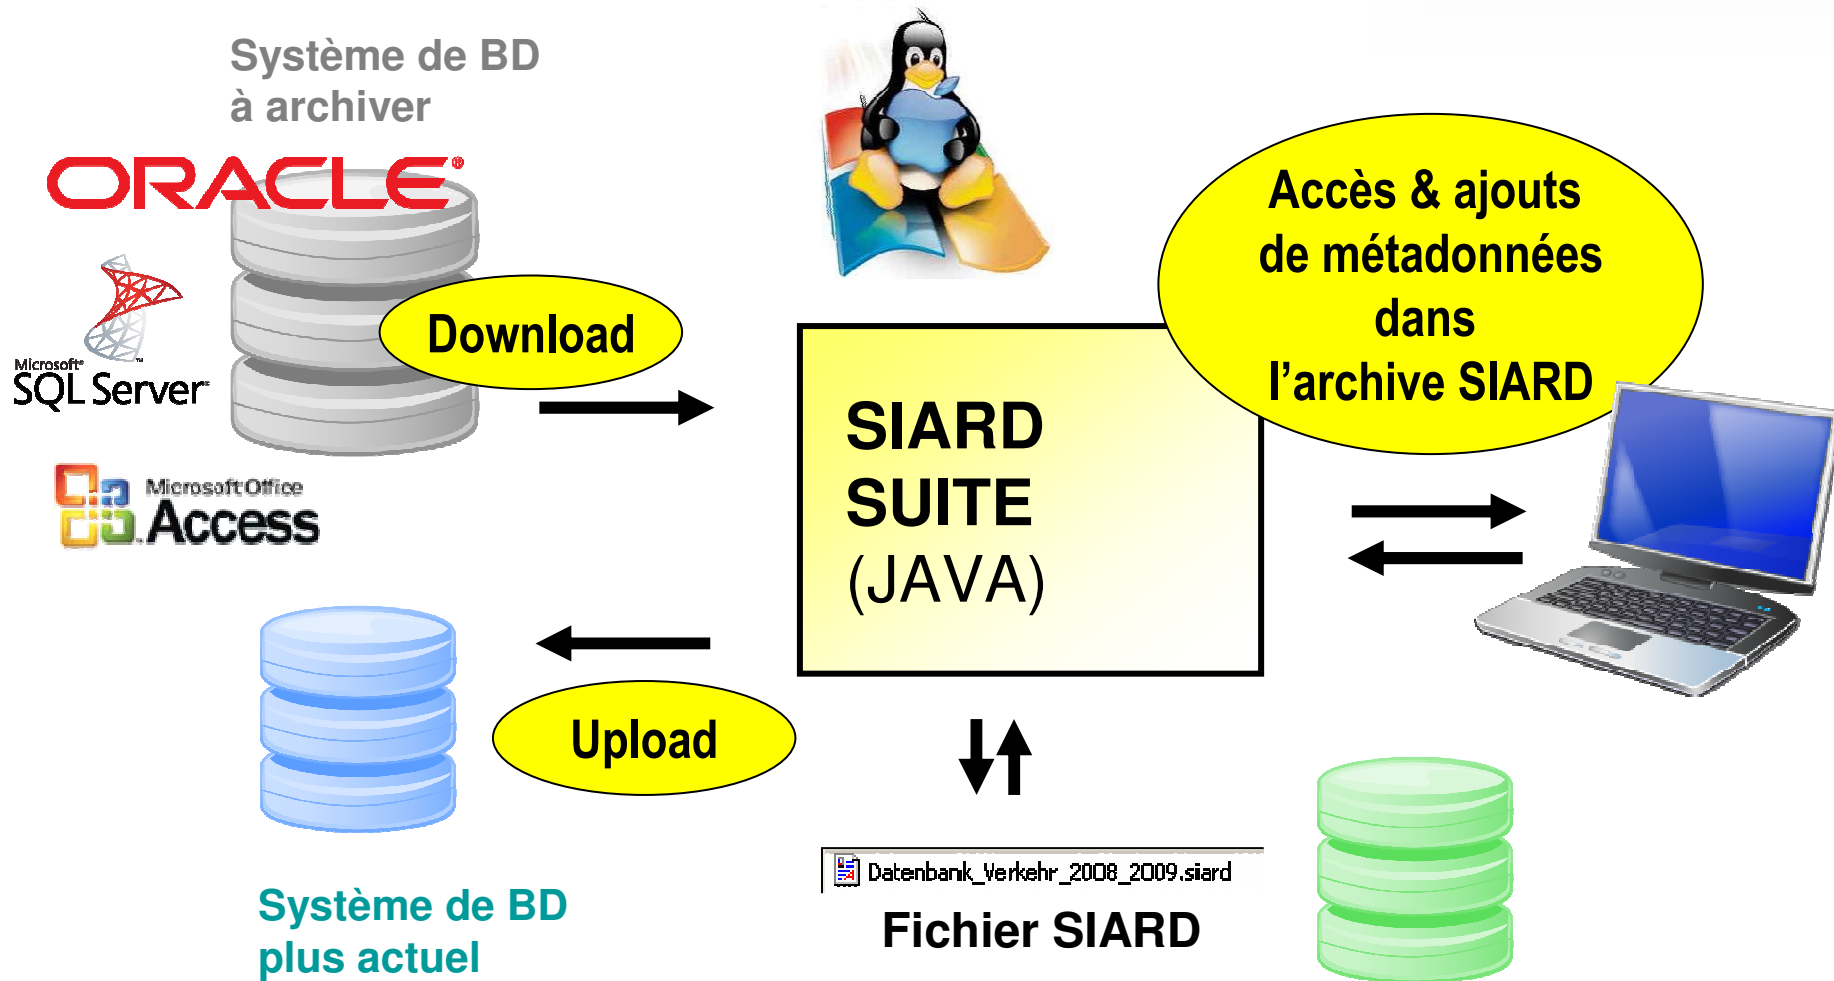 Système de BD
à archiver
ORACLE®
Microsoft®
SQL Server
Microsoft Office
Access
Download
Accès & ajouts
de métadonnées
dans
l’archive SIARD
SIARD
SUITE
(JAVA)
Upload
Système de BD
plus actuel
Datenbank_Verkehr_2008_2009.siard
Fichier SIARD